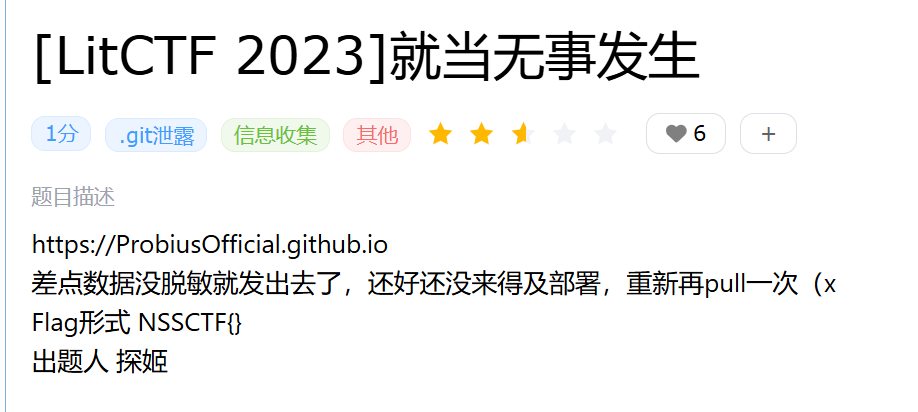 [LitCTF 2023]就当无事发生
1分 .git泄露 信息收集 其他 6 +
题目描述
https://ProbiusOfficial.github.io
差点数据没脱敏就发出去了，还好还没来得及部署，重新再pull一次（x
Flag形式 NSSCTF{}
出题人 探姬